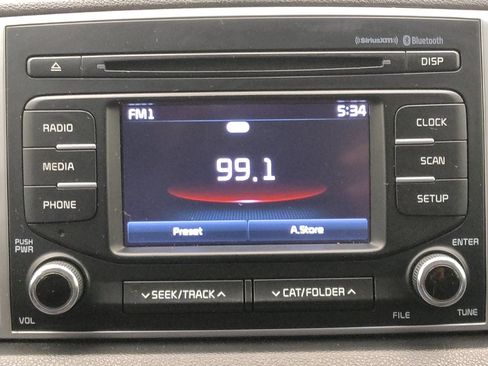 ((SiriusXM)) Bluetooth
DISP
FM1 5:34
RADIO CLOCK
MEDIA SCAN
PHONE SETUP
99.1
Preset A.Store
PUSH
PWR
ENTER
SEEK/TRACK CAT/FOLDER
VOL FILE TUNE